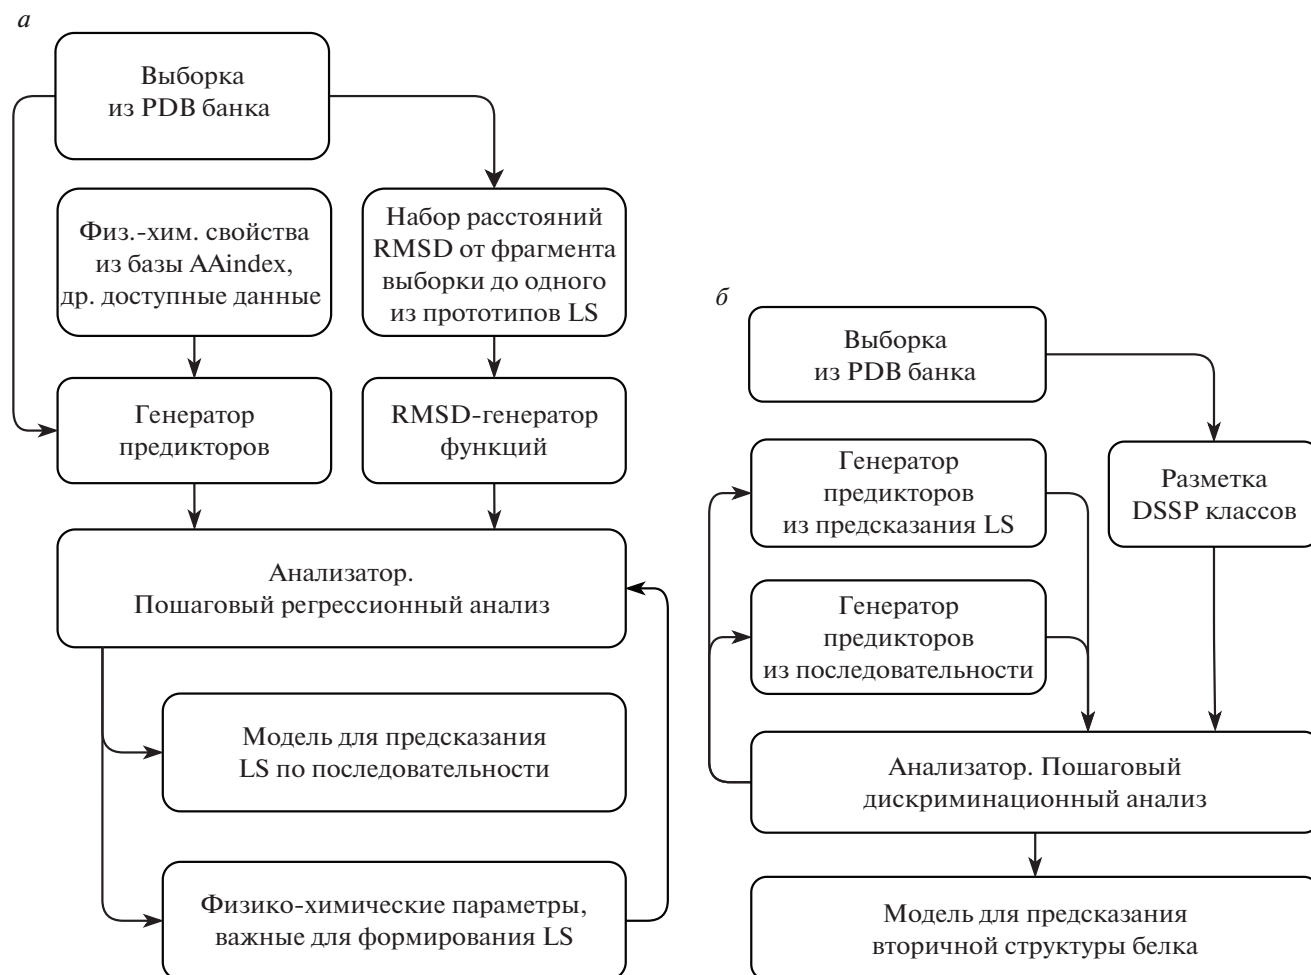 а
Выборка
из PDB банка
Физ.-хим. свойства
из базы AAindex,
др. доступные данные
Набор расстояний
RMSD от фрагмента
выборки до одного
из прототипов LS
Генератор
предикторов
RMSD-генератор
функций
Анализатор.
Пошаговый регрессионный анализ
Модель для предсказания
LS по последовательности
Физико-химические параметры,
важные для формирования LS
б
Выборка
из PDB банка
Генератор
предикторов
из предсказания LS
Разметка
DSSP классов
Генератор
предикторов
из последовательности
Анализатор. Пошаговый
дискриминационный анализ
Модель для предсказания
вторичной структуры белка